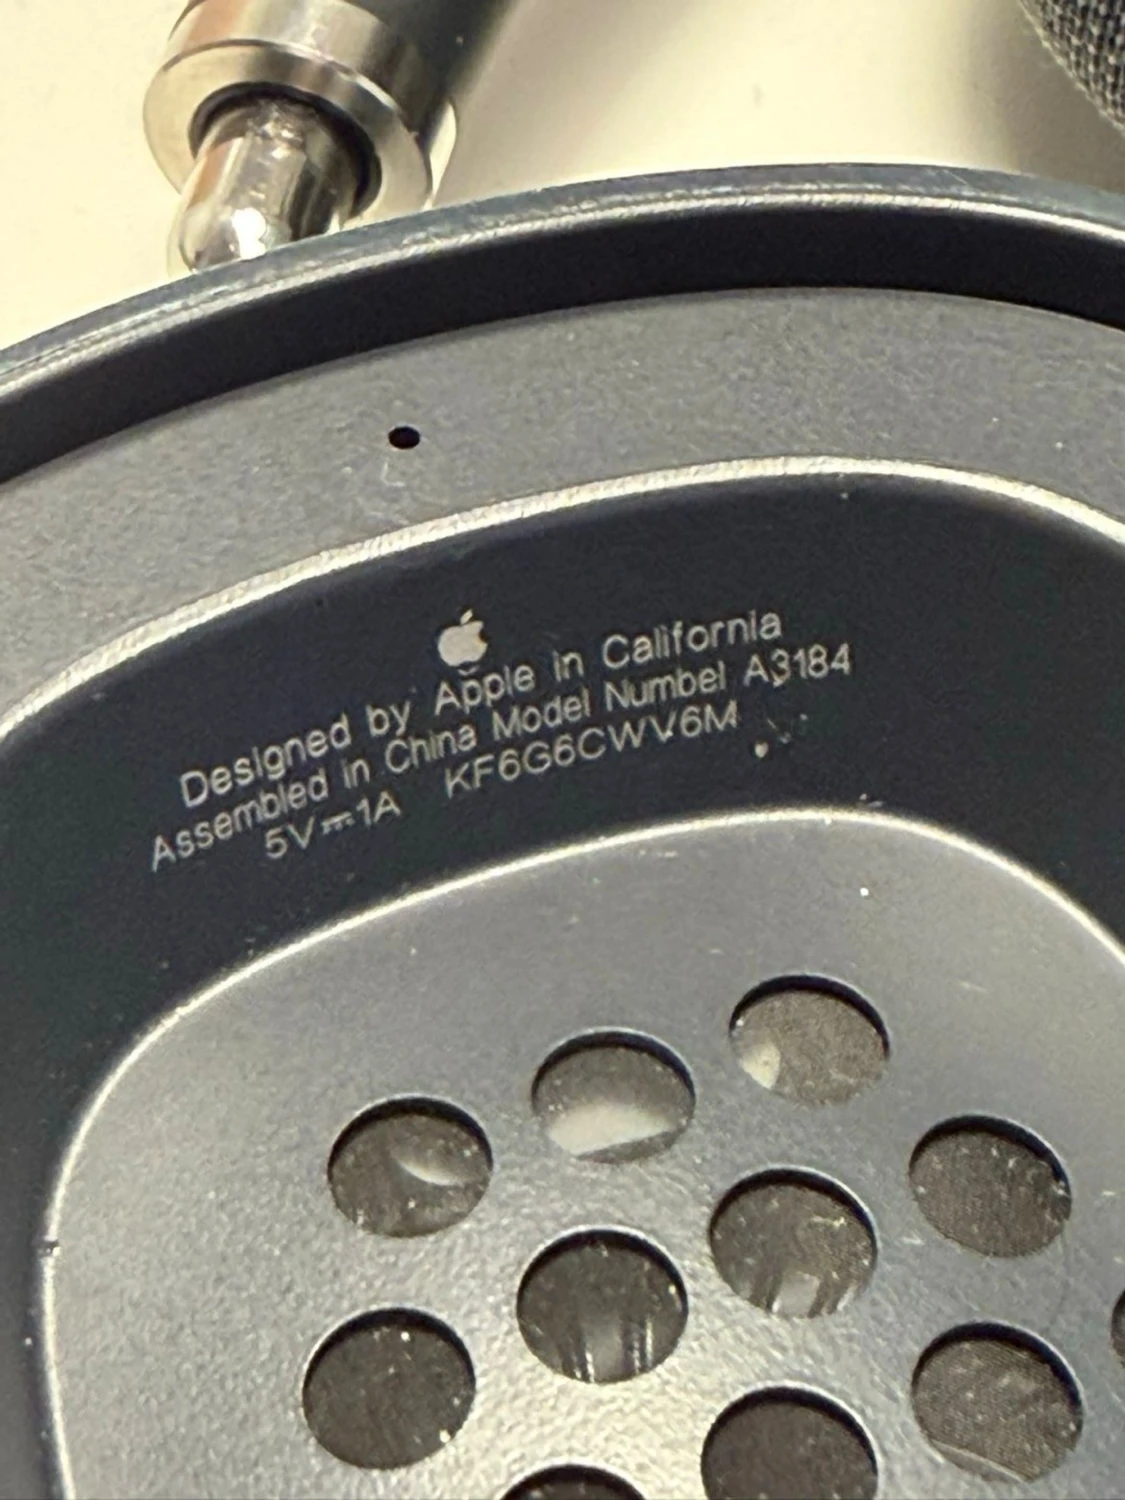 Designed by Apple in California
Assembled in China Model Numbel A3184
5V⎓1A KF6G6CWV6M